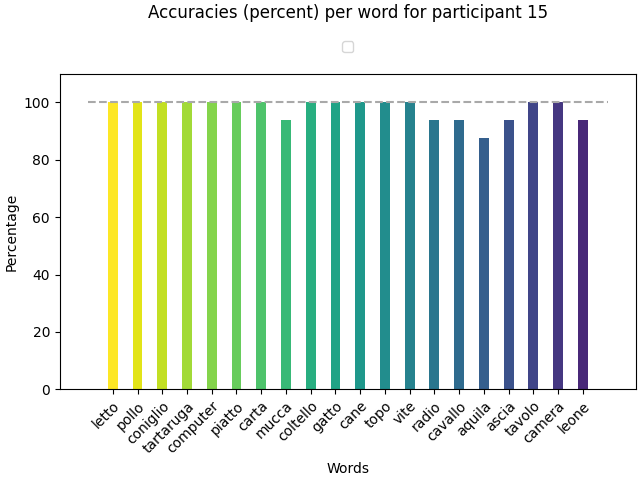 Accuracies (percent) per word for participant 15
100
80
60
40
20
0
Percentage
letto
pollo
coniglio
tartaruga
computer
piatto
carta
mucca
coltello
gatto
cane
topo
vite
radio
cavallo
aquila
ascia
tavolo
camera
leone
Words